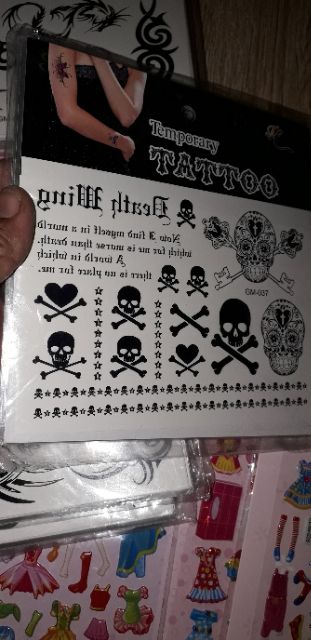 Temporary
TATTOO
Death Wing
Now I find myself in a world
which for me is worse than death.
A world in which
there is no place for me.
GM-037